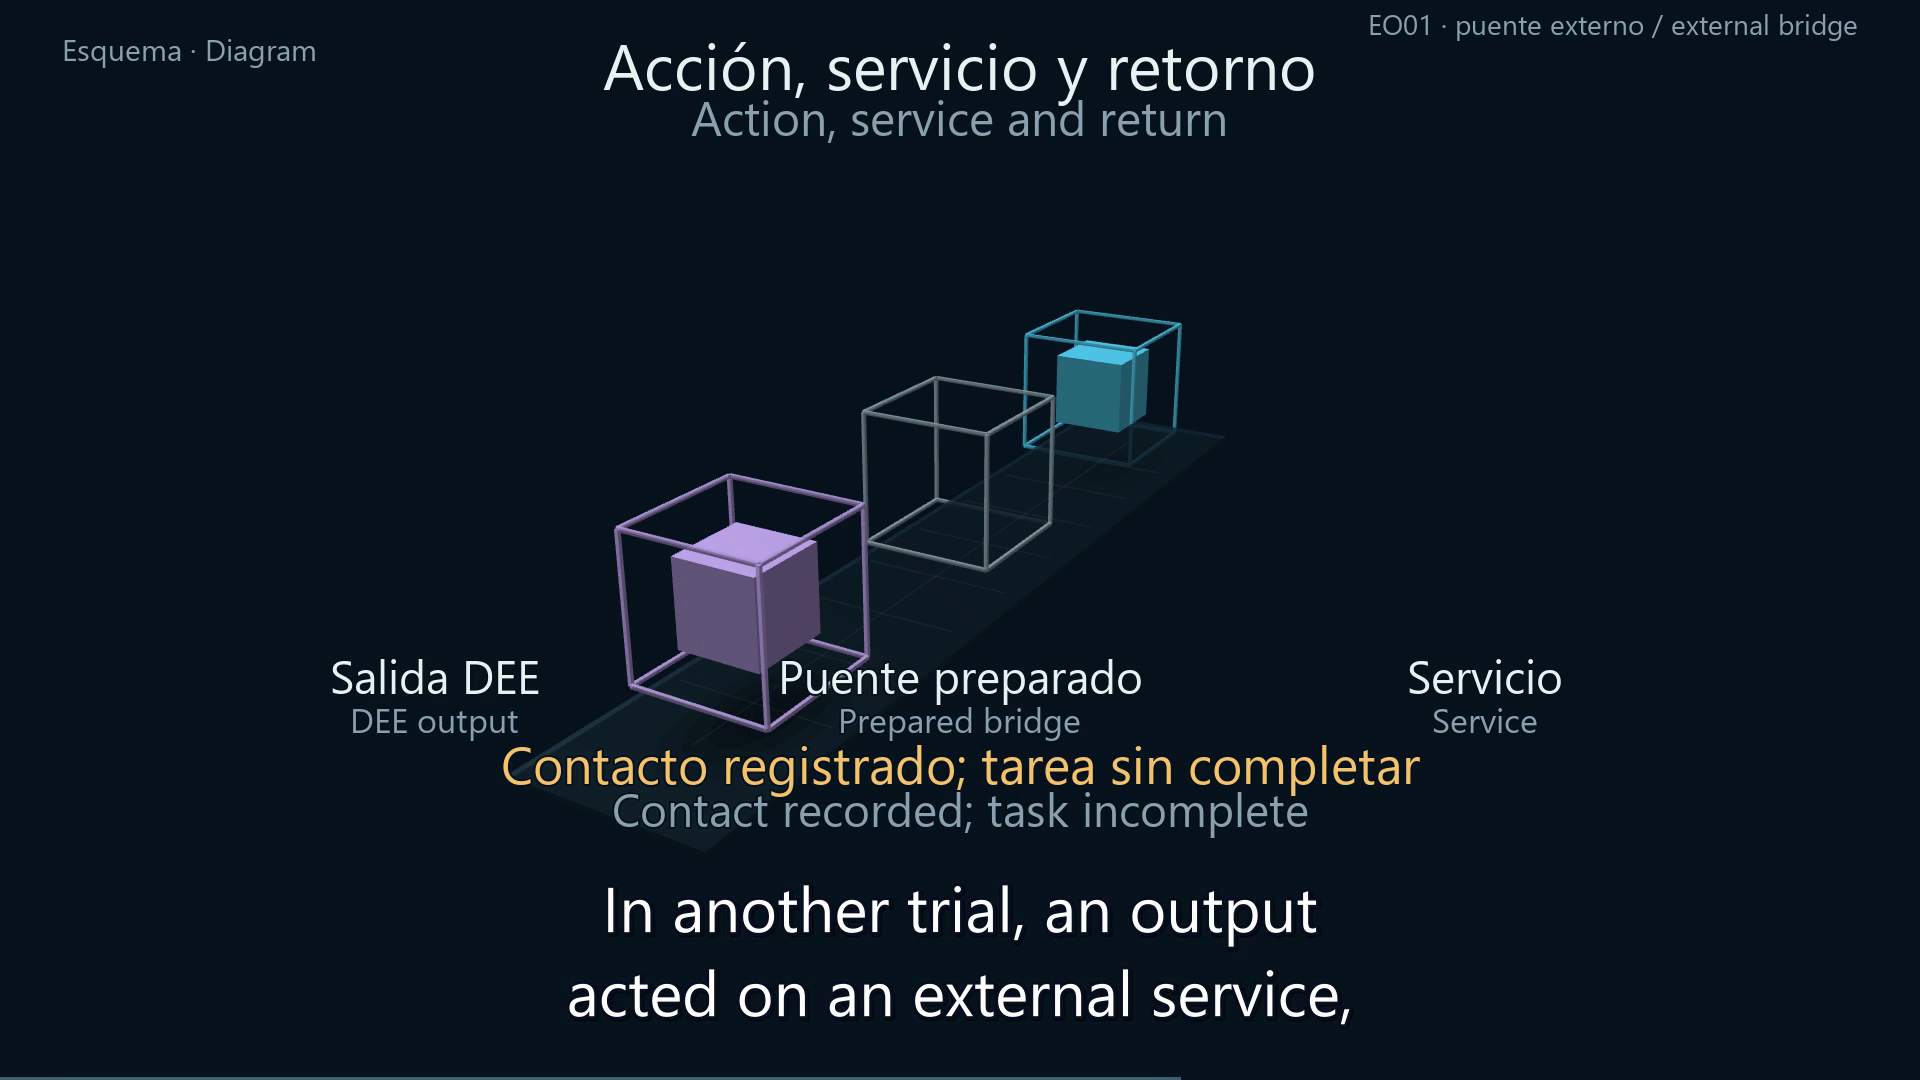 Esquema · Diagram
EO01 · puente externo / external bridge
Acción, servicio y retorno
Action, service and return
Salida DEE
DEE output
Puente preparado
Prepared bridge
Servicio
Service
Contacto registrado; tarea sin completar
Contact recorded; task incomplete
In another trial, an output
acted on an external service,